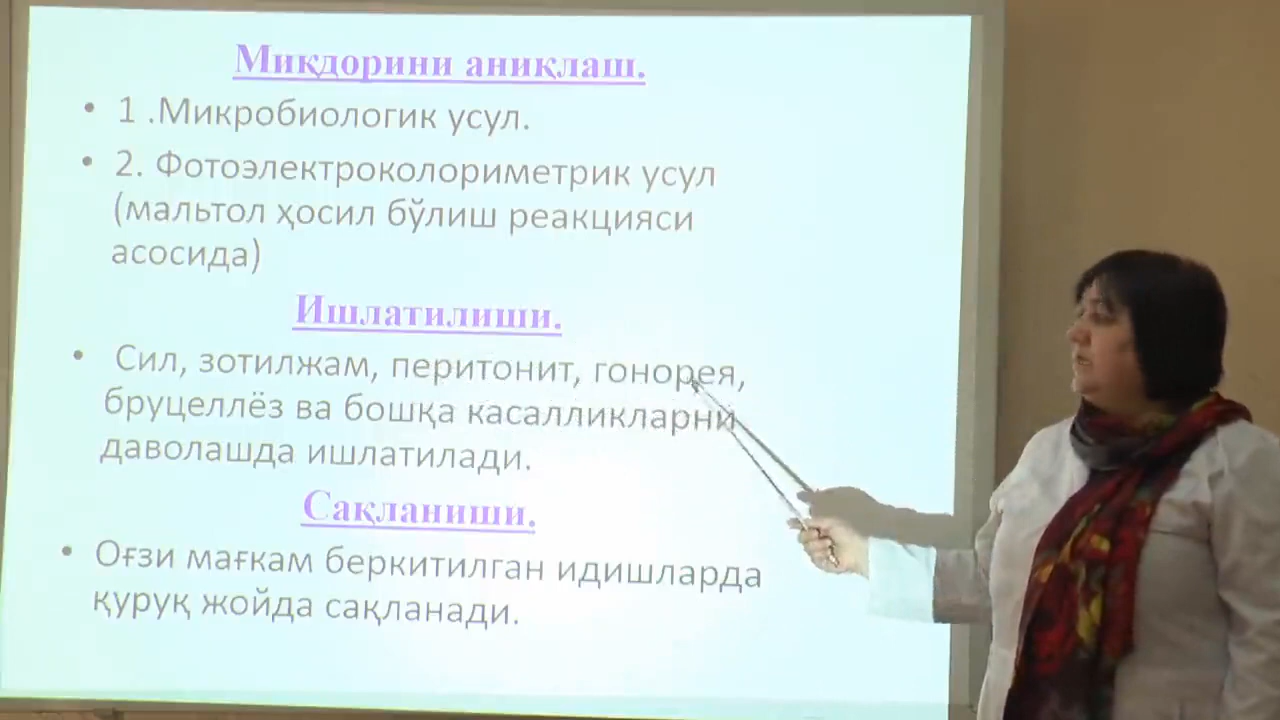 Миқдорини аниқлаш.
• 1 .Микробиологик усул.
• 2. Фотоэлектроколориметрик усул
(мальтол ҳосил бўлиш реакцияси
асосида)
Ишлатилиши.
• Сил, зотилжам, перитонит, гонорея,
бруцеллёз ва бошқа касалликларни
даволашда ишлатилади.
Сақланиши.
• Оғзи мағкам беркитилган идишларда
қуруқ жойда сақланади.